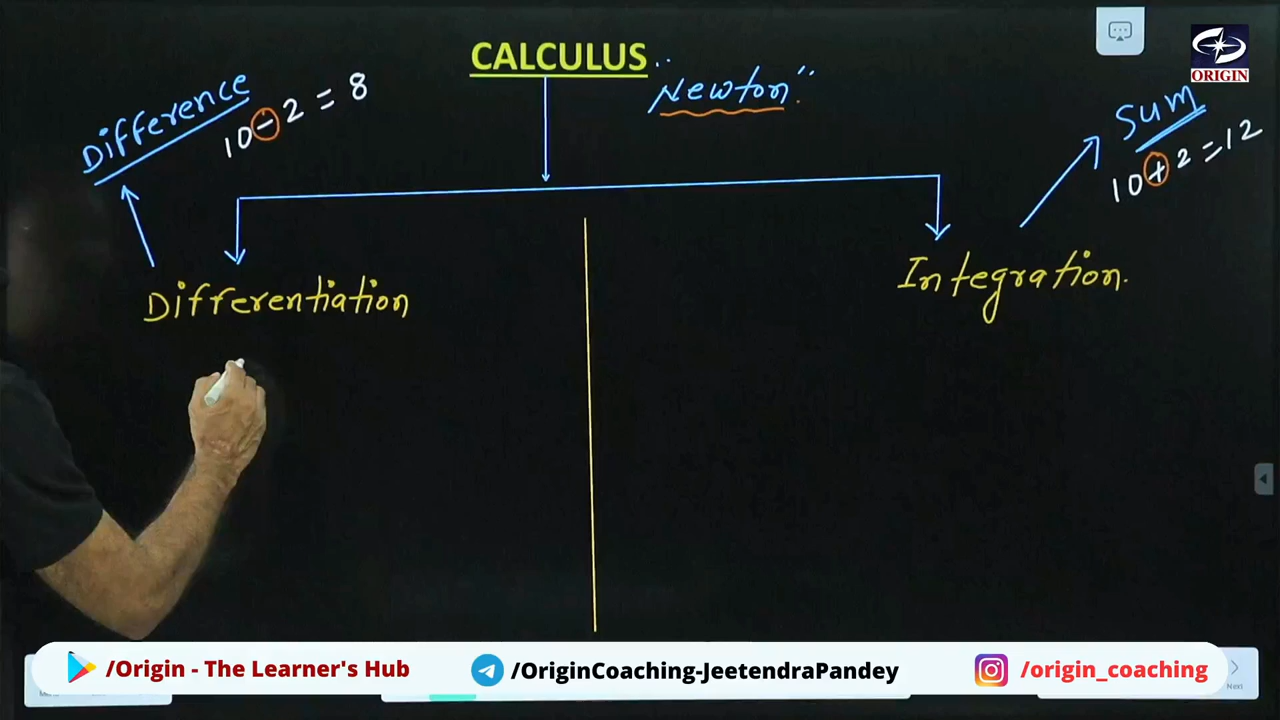 CALCULUS
"Newton"
ORIGIN
Difference
10 - 2 = 8
Sum
10 + 2 = 12
Differentiation
Integration.
/Origin - The Learner's Hub
/OriginCoaching-JeetendraPandey
/origin_coaching
Next